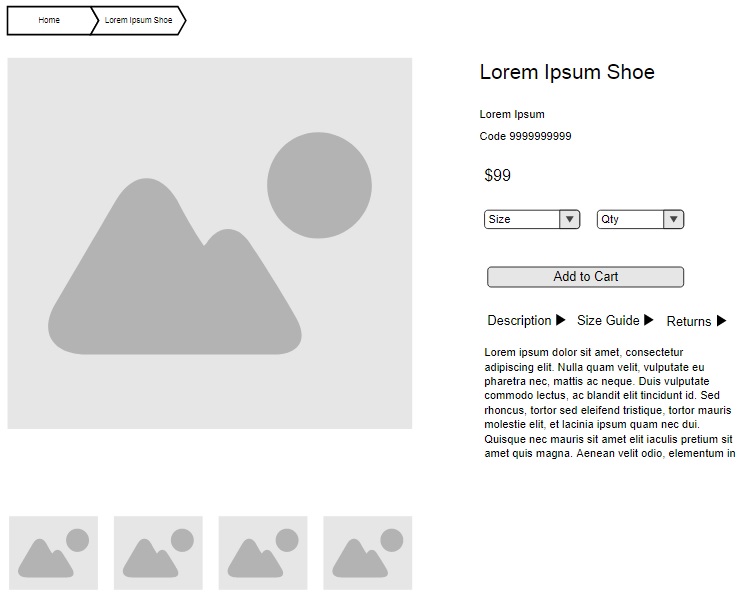 Home
Lorem Ipsum Shoe
Lorem Ipsum Shoe
Lorem Ipsum
Code 9999999999
$99
Size
Qty
Add to Cart
Description
Size Guide
Returns
Lorem ipsum dolor sit amet, consectetur
adipiscing elit. Nulla quam velit, vulputate eu
pharetra nec, mattis ac neque. Duis vulputate
commodo lectus, ac blandit elit tincidunt id. Sed
rhoncus, tortor sed eleifend tristique, tortor mauris
molestie elit, et lacinia ipsum quam nec dui.
Quisque nec mauris sit amet elit iaculis pretium sit
amet quis magna. Aenean velit odio, elementum in